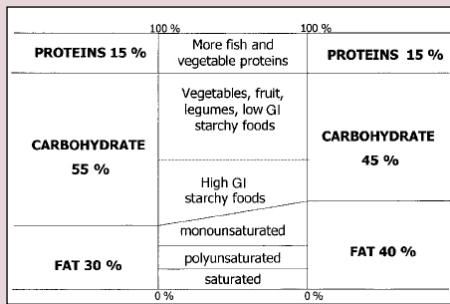 100 %
100 %
PROTEINS 15 %
More fish and
vegetable proteins
PROTEINS 15 %
Vegetables, fruit,
legumes, low GI
starchy foods
CARBOHYDRATE
55 %
CARBOHYDRATE
45 %
High GI
starchy foods
monounsaturated
polyunsaturated
saturated
FAT 30 %
FAT 40 %
0 %
0 %